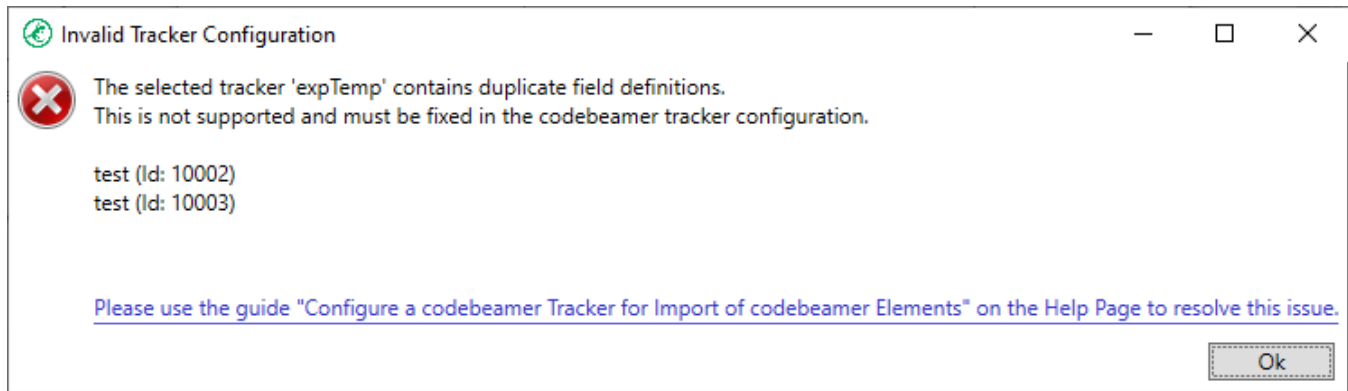 Invalid Tracker Configuration
The selected tracker 'expTemp' contains duplicate field definitions.
This is not supported and must be fixed in the codebeamer tracker configuration.
test (Id: 10002)
test (Id: 10003)
Please use the guide "Configure a codebeamer Tracker for Import of codebeamer Elements" on the Help Page to resolve this issue.
Ok